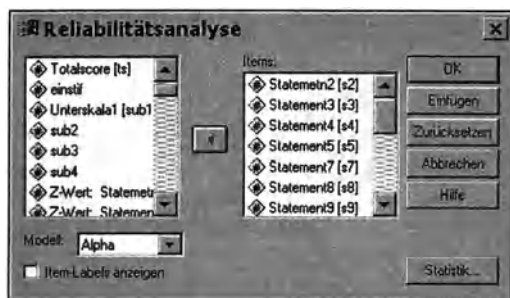 Reliabilitätsanalyse
Totalscore [ts]
einstif
Unterskala1 [sub1
sub2
sub3
sub4
Z-Wert: Statemetr
Z-Wert: Statemen
Modell: Alpha
Item-Labels anzeigen
Items:
Statemetn2 [s2]
Statement3 [s3]
Statement4 [s4]
Statement5 [s5]
Statement7 [s7]
Statement8 [s8]
Statement9 [s9]
OK
Einfügen
Zurücksetzen
Abbrechen
Hilfe
Statistik...